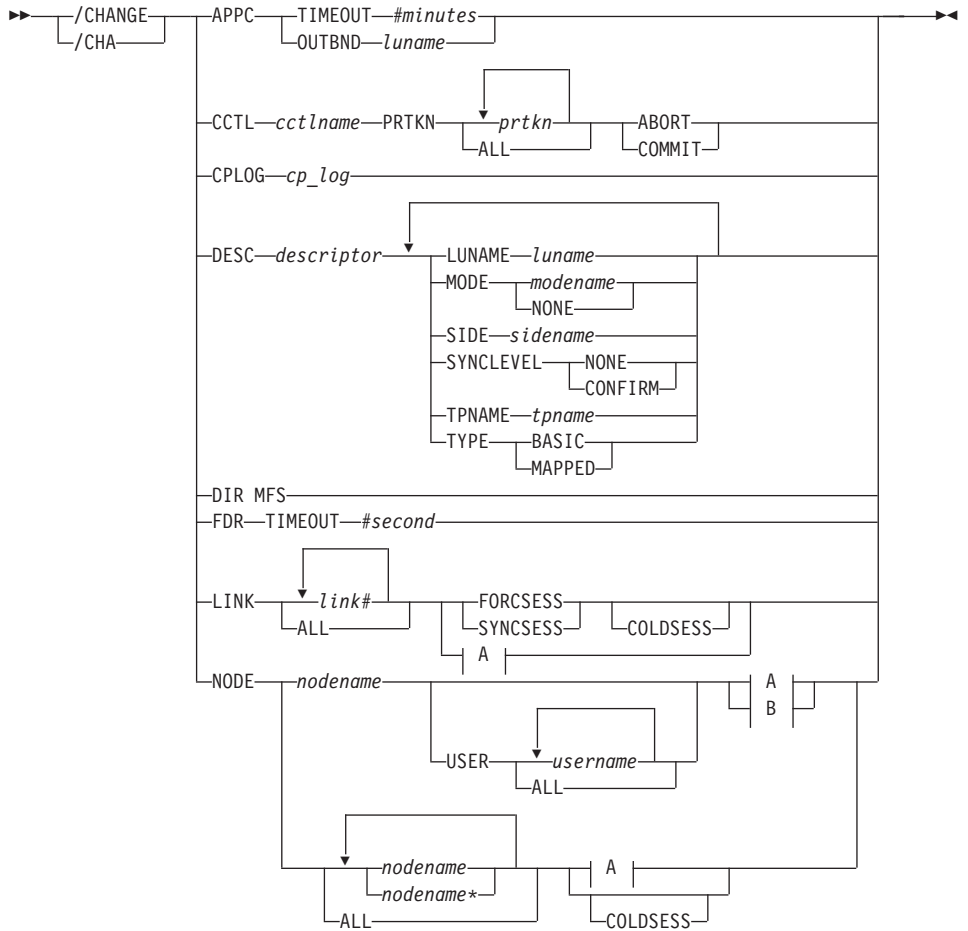 /CHANGE APPC TIMEOUT #minutes
/CHA OUTBND luname
CCTL cctlname PRTKN prtkn ABORT
ALL COMMIT
CPLOG cp_log
DESC descriptor LUNAME luname
MODE modename
NONE
SIDE sidename
SYNCLEVEL NONE
CONFIRM
TPNAME tpname
TYPE BASIC
MAPPED
DIR MFS
FDR TIMEOUT #second
LINK link# FORCSESS
ALL SYNCSESS COLDSESS
A
NODE nodename A
B
USER username
ALL
nodename A
nodename*
ALL COLDSESS